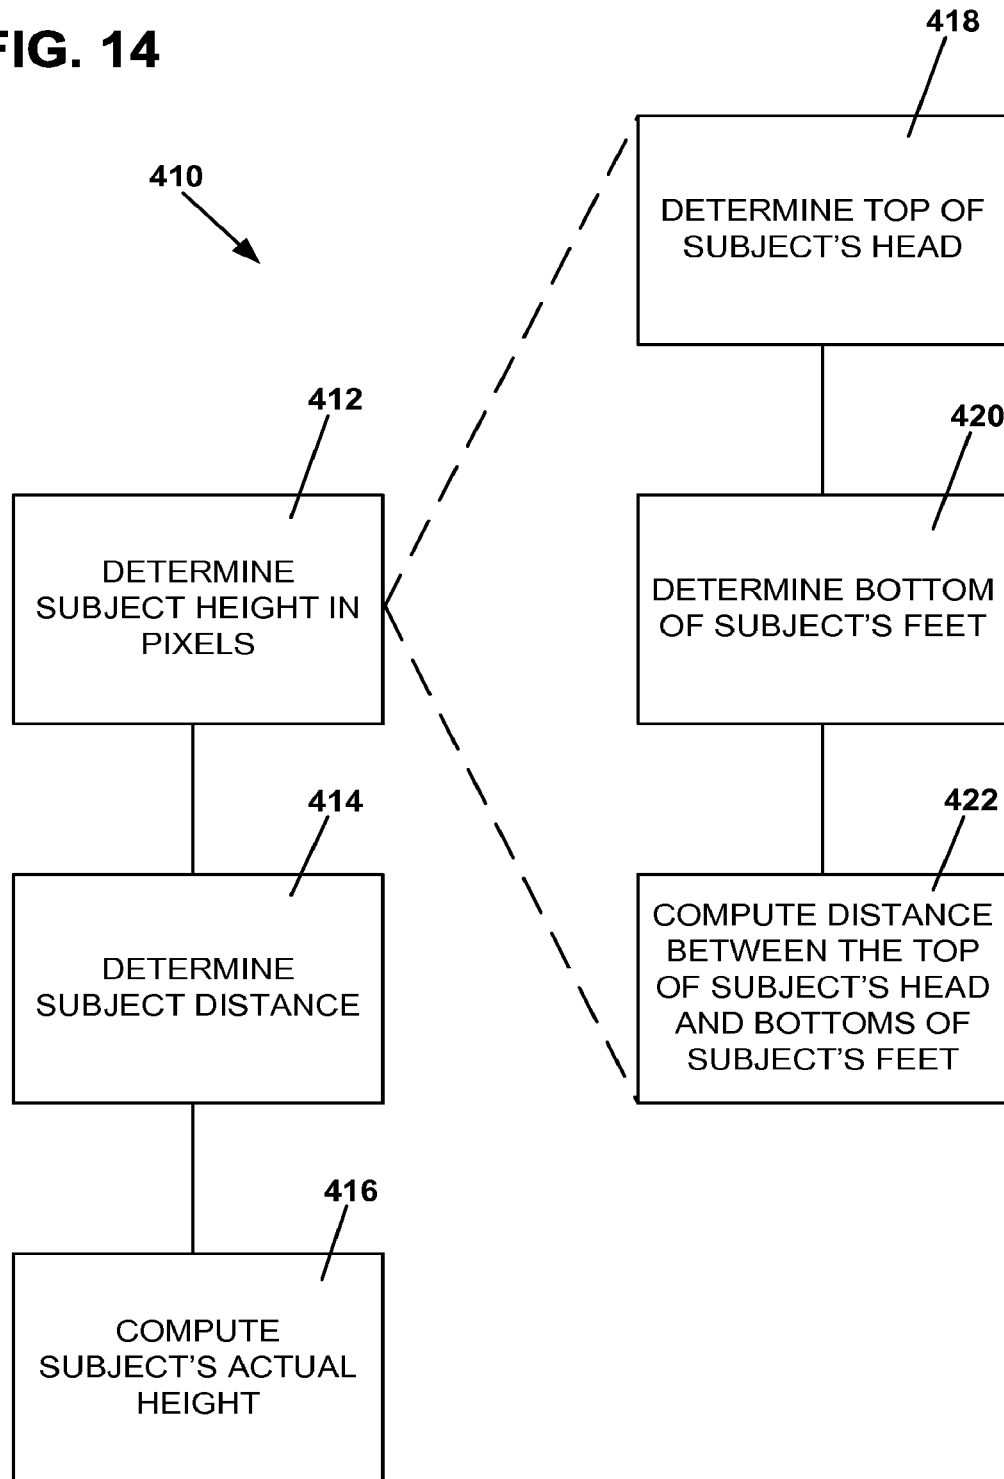 FIG. 14
410
412
DETERMINE
SUBJECT HEIGHT IN
PIXELS
414
DETERMINE
SUBJECT DISTANCE
416
COMPUTE
SUBJECT'S ACTUAL
HEIGHT
418
DETERMINE TOP OF
SUBJECT'S HEAD
420
DETERMINE BOTTOM
OF SUBJECT'S FEET
422
COMPUTE DISTANCE
BETWEEN THE TOP
OF SUBJECT'S HEAD
AND BOTTOMS OF
SUBJECT'S FEET